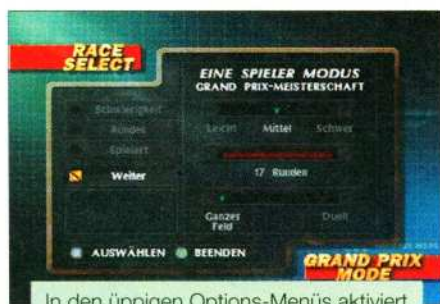 RACE
SELECT
EINE SPIELER MODUS
GRAND PRIX-MEISTERSCHAFT
Schwierigkeit
Leicht Mittel Schwer
Runden
Spielart
Weiter
17 Runden
Ganzes
Feld
Duell
AUSWÄHLEN BEENDEN
GRAND PRIX
MODE
In den üppigen Options-Menüs aktiviert